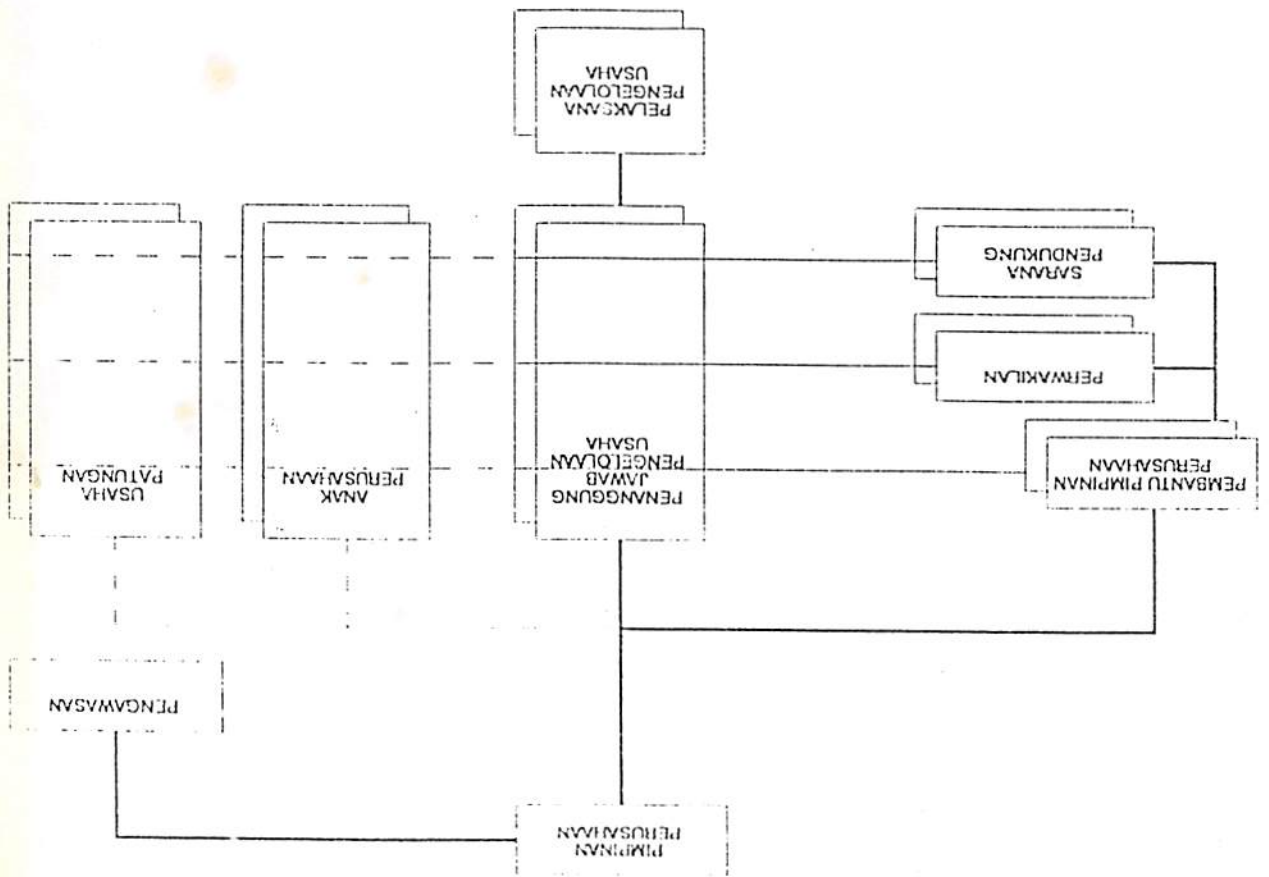 PIMPINAN
PERUSAHAAN
PENGAWASAN
PEMBANTU PIMPINAN
PERUSAHAAN
PENANGGUNG
JAWAB
PENGELOLAAN
USAHA
ANAK
PERUSAHAAN
USAHA
PATUNGAN
PERWAKILAN
SARANA
PENDUKUNG
PELAKSANA
PENGELOLAAN
USAHA